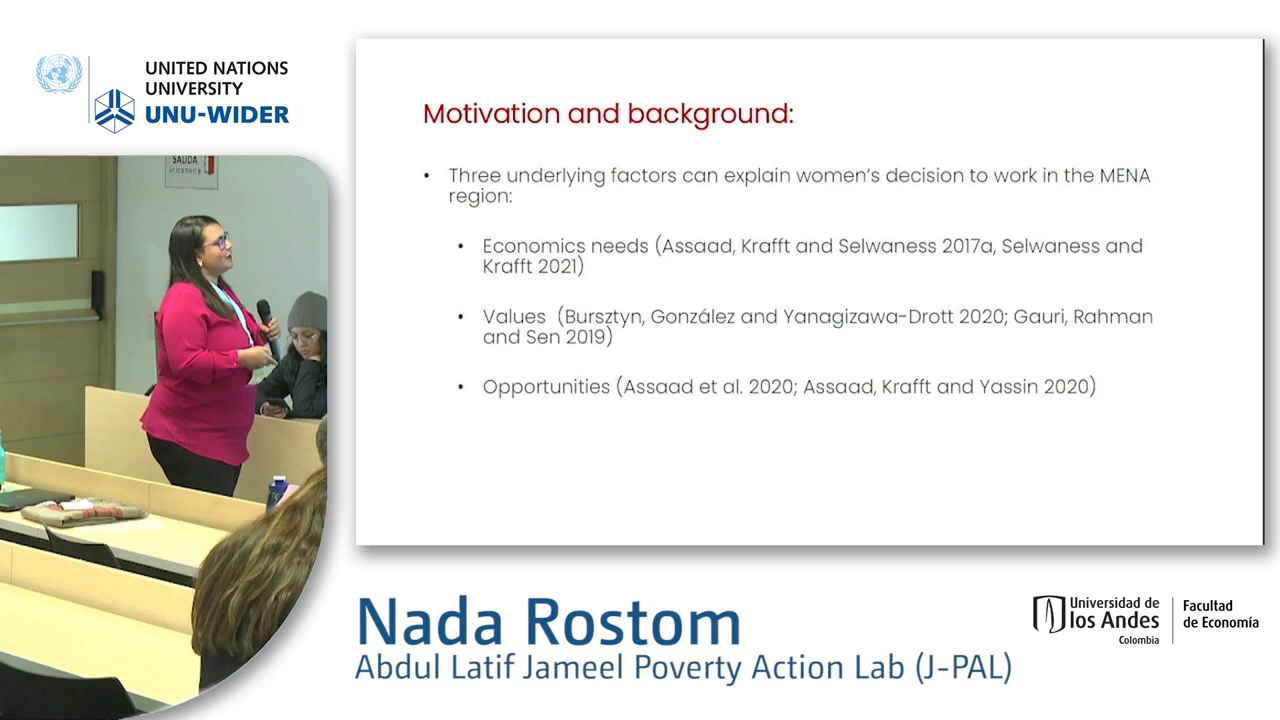 UNITED NATIONS
UNIVERSITY
UNU-WIDER
SALIDA
únicamente
Motivation and background:
• Three underlying factors can explain women's decision to work in the MENA
region:
• Economics needs (Assaad, Krafft and Selwaness 2017a, Selwaness and
Krafft 2021)
• Values (Bursztyn, González and Yanagizawa-Drott 2020; Gauri, Rahman
and Sen 2019)
• Opportunities (Assaad et al. 2020; Assaad, Krafft and Yassin 2020)
Nada Rostom
Abdul Latif Jameel Poverty Action Lab (J-PAL)
Universidad de
los Andes
Colombia
Facultad
de Economía